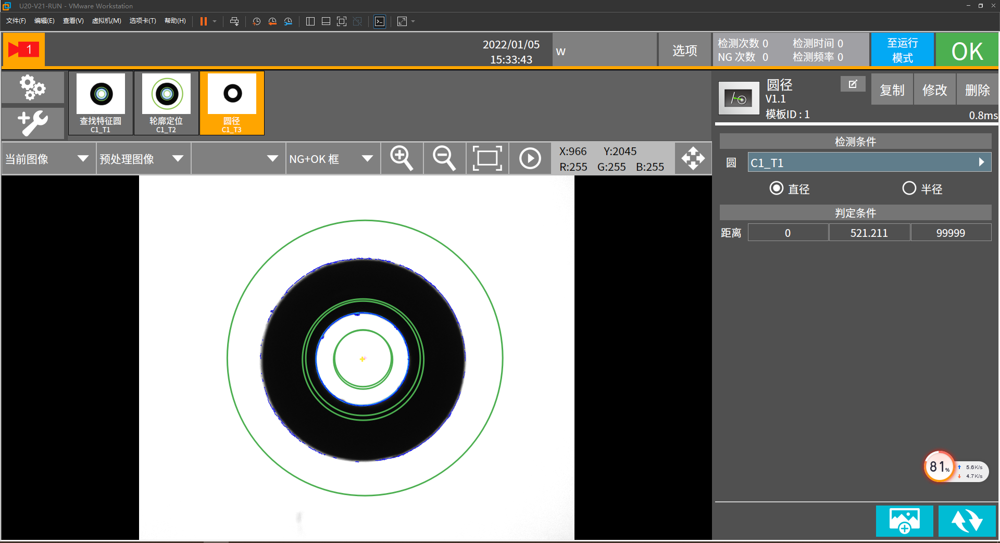 U20-V21-RUN - VMware Workstation
文件(F) 编辑(E) 查看(V) 虚拟机(M) 选项卡(T) 帮助(H)
1
2022/01/05
15:33:43
w
选项
检测次数 0 检测时间 0
NG 次数 0 检测频率 0
至运行
模式
OK
查找特征圆
C1_T1
轮廓定位
C1_T2
圆径
C1_T3
圆径
V1.1
模板ID : 1
复制 修改 删除
0.8ms
当前图像 预处理图像 NG+OK 框
X:966 Y:2045
R:255 G:255 B:255
检测条件
圆 C1_T1
直径 半径
判定条件
距离 0 521.211 99999
81%
5.6K/s
4.7K/s